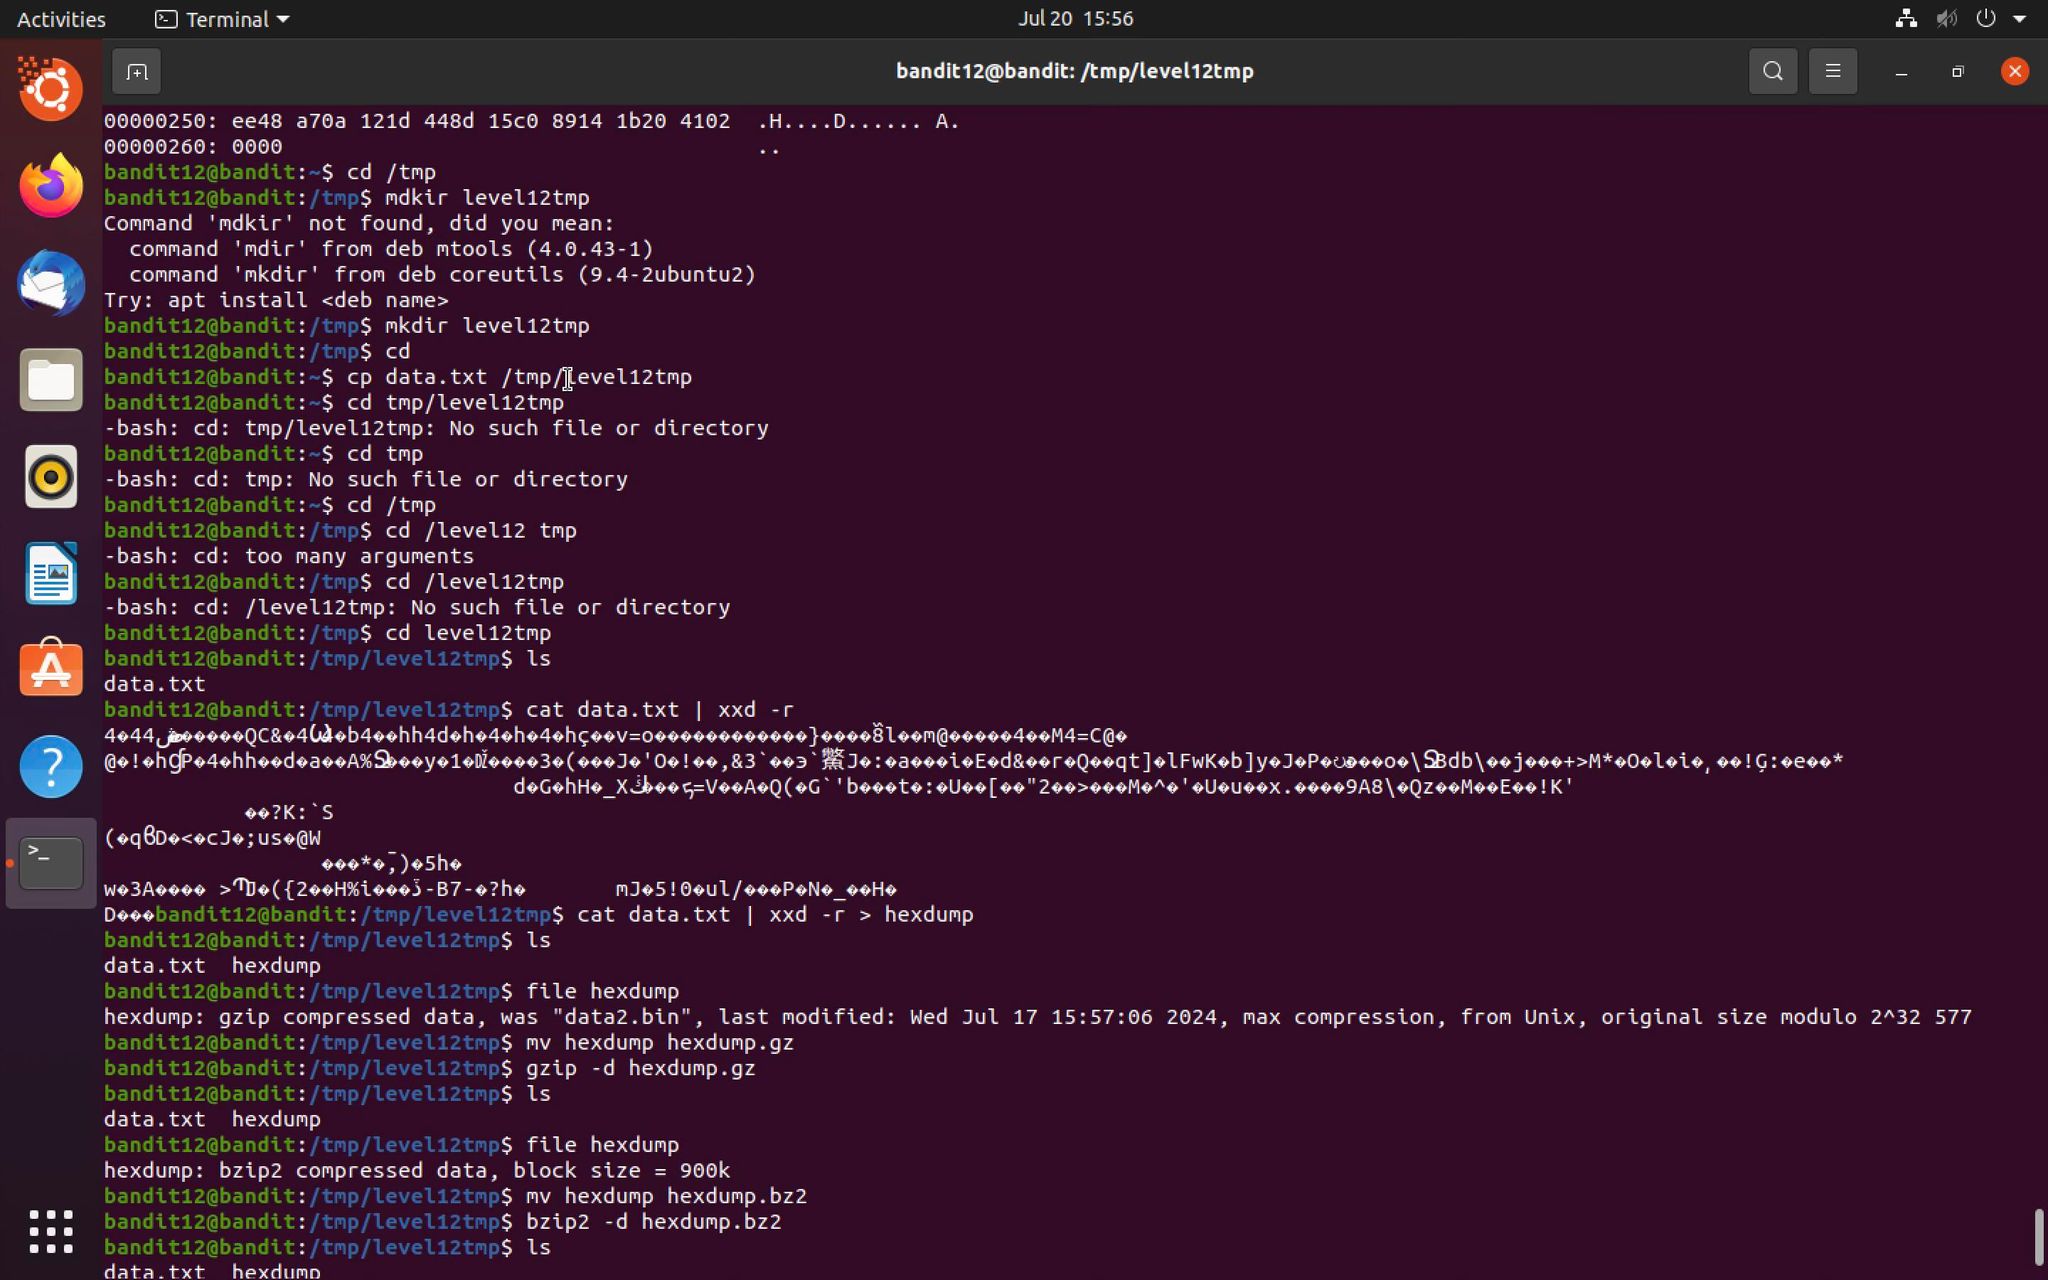 Activities
Terminal
Jul 20 15:56
bandit12@bandit: /tmp/level12tmp
00000250: ee48 a70a 121d 448d 15c0 8914 1b20 4102  .H....D...... A.
00000260: 0000                                     ..
bandit12@bandit:~$ cd /tmp
bandit12@bandit:/tmp$ mdkir level12tmp
Command 'mdkir' not found, did you mean:
  command 'mdir' from deb mtools (4.0.43-1)
  command 'mkdir' from deb coreutils (9.4-2ubuntu2)
Try: apt install <deb name>
bandit12@bandit:/tmp$ mkdir level12tmp
bandit12@bandit:/tmp$ cd
bandit12@bandit:~$ cp data.txt /tmp/level12tmp
bandit12@bandit:~$ cd tmp/level12tmp
-bash: cd: tmp/level12tmp: No such file or directory
bandit12@bandit:~$ cd tmp
-bash: cd: tmp: No such file or directory
bandit12@bandit:~$ cd /tmp
bandit12@bandit:/tmp$ cd /level12 tmp
-bash: cd: too many arguments
bandit12@bandit:/tmp$ cd /level12tmp
-bash: cd: /level12tmp: No such file or directory
bandit12@bandit:/tmp$ cd level12tmp
bandit12@bandit:/tmp/level12tmp$ ls
data.txt
bandit12@bandit:/tmp/level12tmp$ cat data.txt | xxd -r
��?K:`S
���*�,)�5h�
bandit12@bandit:/tmp/level12tmp$ cat data.txt | xxd -r > hexdump
bandit12@bandit:/tmp/level12tmp$ ls
data.txt  hexdump
bandit12@bandit:/tmp/level12tmp$ file hexdump
hexdump: gzip compressed data, was "data2.bin", last modified: Wed Jul 17 15:57:06 2024, max compression, from Unix, original size modulo 2^32 577
bandit12@bandit:/tmp/level12tmp$ mv hexdump hexdump.gz
bandit12@bandit:/tmp/level12tmp$ gzip -d hexdump.gz
bandit12@bandit:/tmp/level12tmp$ ls
data.txt  hexdump
bandit12@bandit:/tmp/level12tmp$ file hexdump
hexdump: bzip2 compressed data, block size = 900k
bandit12@bandit:/tmp/level12tmp$ mv hexdump hexdump.bz2
bandit12@bandit:/tmp/level12tmp$ bzip2 -d hexdump.bz2
bandit12@bandit:/tmp/level12tmp$ ls
data.txt  hexdump